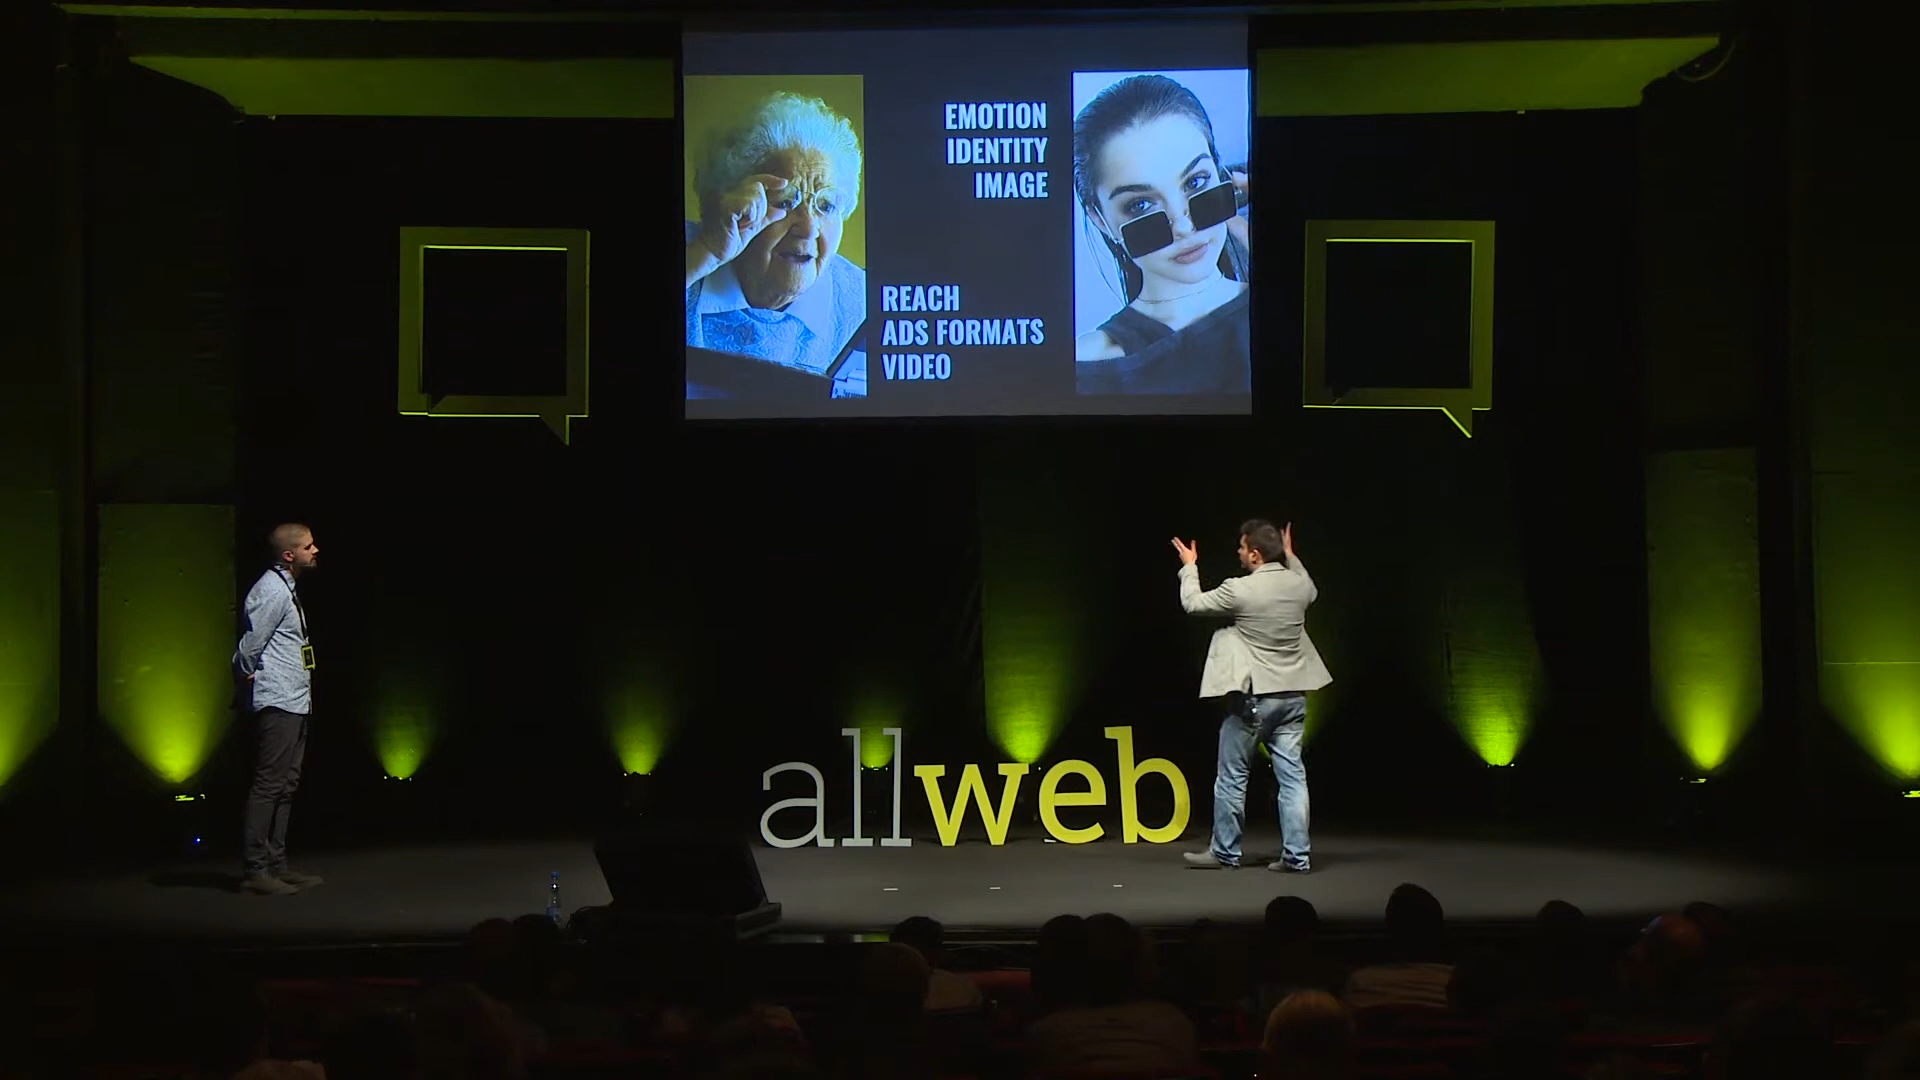 EMOTION
IDENTITY
IMAGE
REACH
ADS FORMATS
VIDEO
allweb